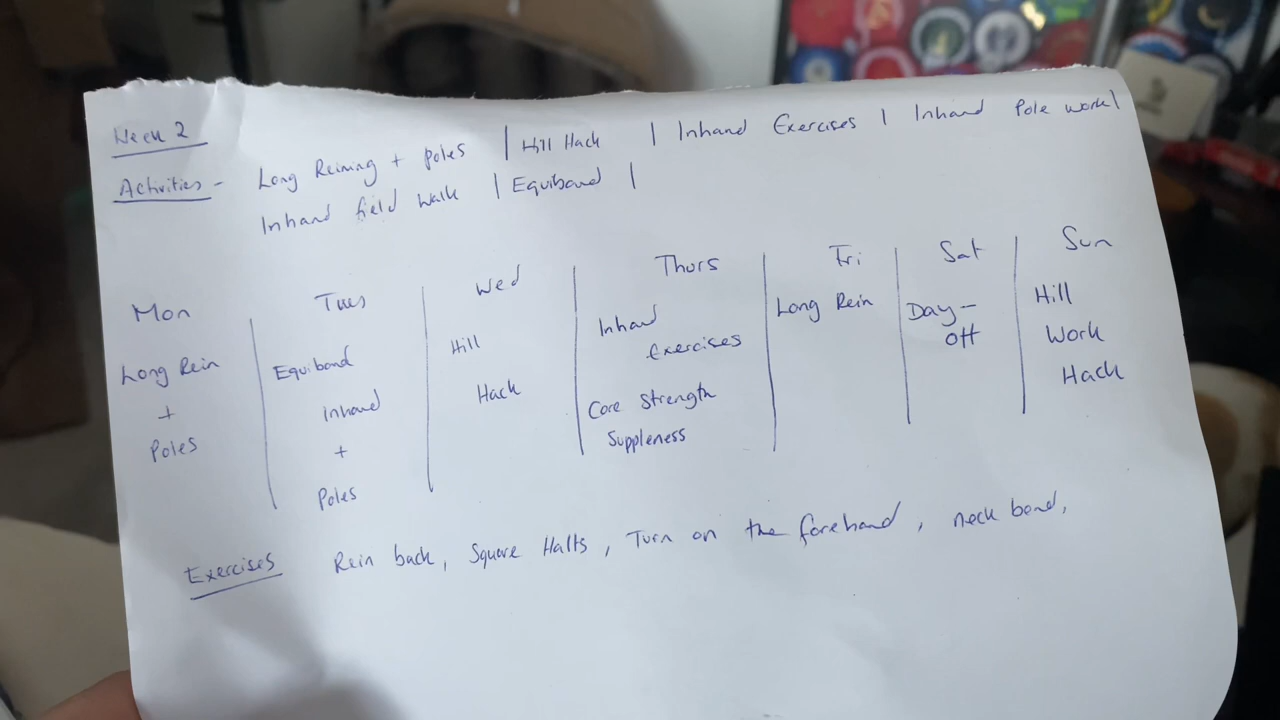 Week 2
Activities - Long Reining + poles | Hill Hack | Inhand Exercises | Inhand Pole work |
Inhand field walk | Equiband |
Mon
Long Rein
+
Poles
Tues
Equiband
inhand
+
Poles
Wed
Hill
Hack
Thurs
Inhand
Exercises
Core Strength
Suppleness
Fri
Long Rein
Sat
Day -
Off
Sun
Hill
Work
Hack
Exercises Rein back, Square Halts, Turn on the forehand, neck bend,